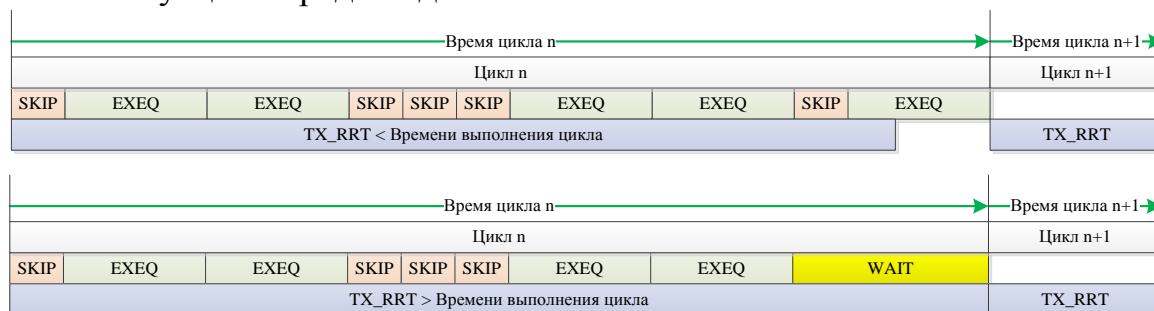 Время цикла n Время цикла n+1
Цикл n Цикл n+1
SKIP EXEQ EXEQ SKIP SKIP SKIP EXEQ EXEQ SKIP EXEQ
TX_RRT < Времени выполнения цикла TX_RRT
Время цикла n Время цикла n+1
Цикл n Цикл n+1
SKIP EXEQ EXEQ SKIP SKIP SKIP EXEQ EXEQ WAIT
TX_RRT > Времени выполнения цикла TX_RRT